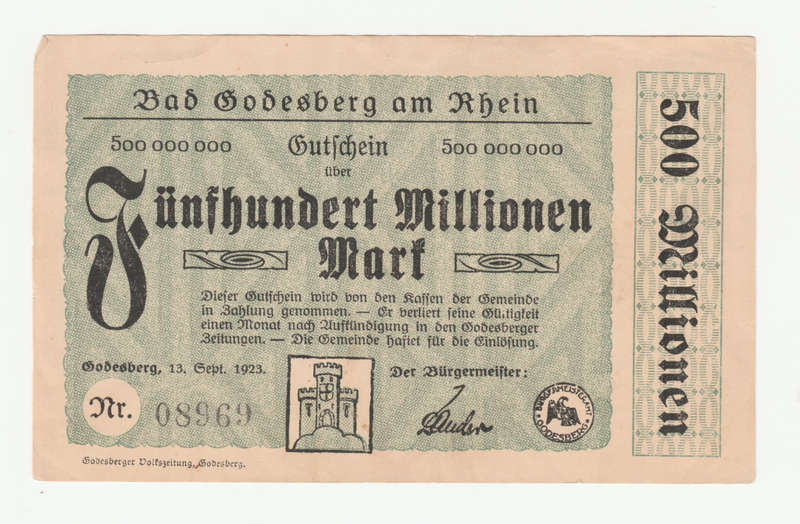 Bad Godesberg am Rhein
500 000 000 Gutschein 500 000 000
über
Fünfhundert Millionen
Mark
Dieser Gutschein wird von den Kassen der Gemeinde
in Zahlung genommen. — Er verliert seine Gültigkeit
einen Monat nach Aufkündigung in den Godesberger
Zeitungen. — Die Gemeinde haftet für die Einlösung.
Godesberg, 13. Sept. 1923.
Der Bürgermeister:
Nr. 08969
BÜRGERMEISTERAMT
GODESBERG
Godesberger Volkszeitung, Godesberg.
500 Millionen